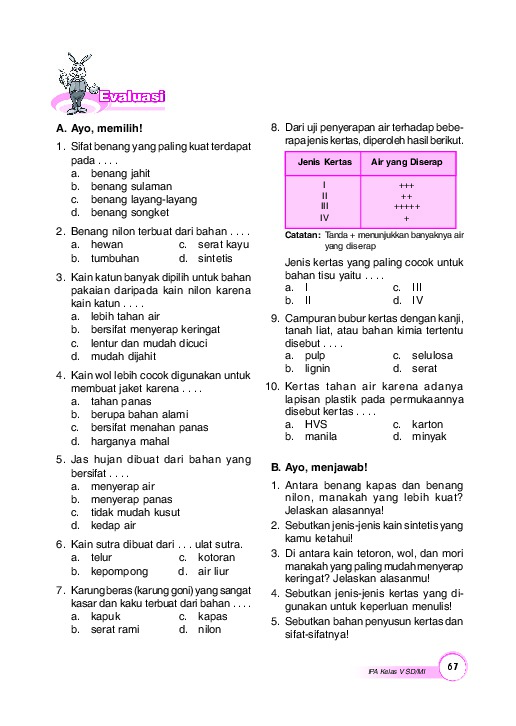 Evaluasi
A. Ayo, memilih!
1. Sifat benang yang paling kuat terdapat
pada . . . .
a. benang jahit
b. benang sulaman
c. benang layang-layang
d. benang songket
2. Benang nilon terbuat dari bahan . . . .
a. hewan c. serat kayu
b. tumbuhan d. sintetis
3. Kain katun banyak dipilih untuk bahan
pakaian daripada kain nilon karena
kain katun . . . .
a. lebih tahan air
b. bersifat menyerap keringat
c. lentur dan mudah dicuci
d. mudah dijahit
4. Kain wol lebih cocok digunakan untuk
membuat jaket karena . . . .
a. tahan panas
b. berupa bahan alami
c. bersifat menahan panas
d. harganya mahal
5. Jas hujan dibuat dari bahan yang
bersifat . . . .
a. menyerap air
b. menyerap panas
c. tidak mudah kusut
d. kedap air
6. Kain sutra dibuat dari . . . ulat sutra.
a. telur c. kotoran
b. kepompong d. air liur
7. Karung beras (karung goni) yang sangat
kasar dan kaku terbuat dari bahan . . . .
a. kapuk c. kapas
b. serat rami d. nilon
8. Dari uji penyerapan air terhadap bebe-
rapa jenis kertas, diperoleh hasil berikut.
Jenis Kertas Air yang Diserap
I +++
II ++
III +++++
IV +
Catatan: Tanda + menunjukkan banyaknya air
yang diserap
Jenis kertas yang paling cocok untuk
bahan tisu yaitu . . . .
a. I c. III
b. II d. IV
9. Campuran bubur kertas dengan kanji,
tanah liat, atau bahan kimia tertentu
disebut . . . .
a. pulp c. selulosa
b. lignin d. serat
10. Kertas tahan air karena adanya
lapisan plastik pada permukaannya
disebut kertas . . . .
a. HVS c. karton
b. manila d. minyak
B. Ayo, menjawab!
1. Antara benang kapas dan benang
nilon, manakah yang lebih kuat?
Jelaskan alasannya!
2. Sebutkan jenis-jenis kain sintetis yang
kamu ketahui!
3. Di antara kain tetoron, wol, dan mori
manakah yang paling mudah menyerap
keringat? Jelaskan alasanmu!
4. Sebutkan jenis-jenis kertas yang di-
gunakan untuk keperluan menulis!
5. Sebutkan bahan penyusun kertas dan
sifat-sifatnya!
IPA Kelas V SD/MI 67